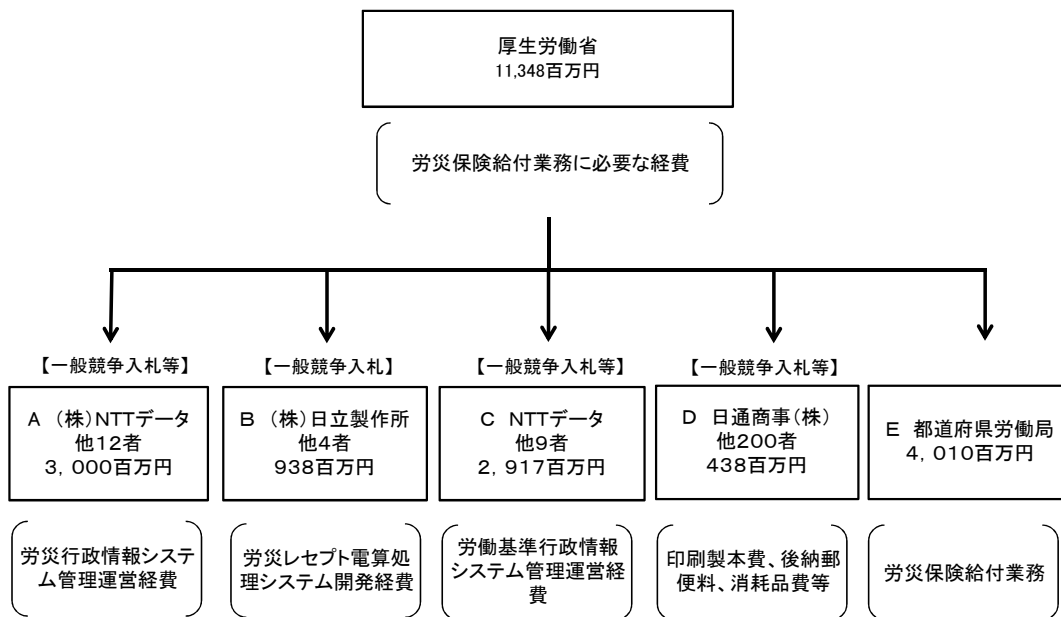 厚生労働省
11,348百万円
労災保険給付業務に必要な経費
【一般競争入札等】
【一般競争入札】
【一般競争入札等】
【一般競争入札等】
A （株）NTTデータ
他12者
3，000百万円
B （株）日立製作所
他4者
938百万円
C NTTデータ
他9者
2，917百万円
D 日通商事（株）
他200者
438百万円
E 都道府県労働局
4，010百万円
労災行政情報システ
ム管理運営経費
労災レセプト電算処
理システム開発経費
労働基準行政情報
システム管理運営経
費
印刷製本費、後納郵
便料、消耗品費等
労災保険給付業務